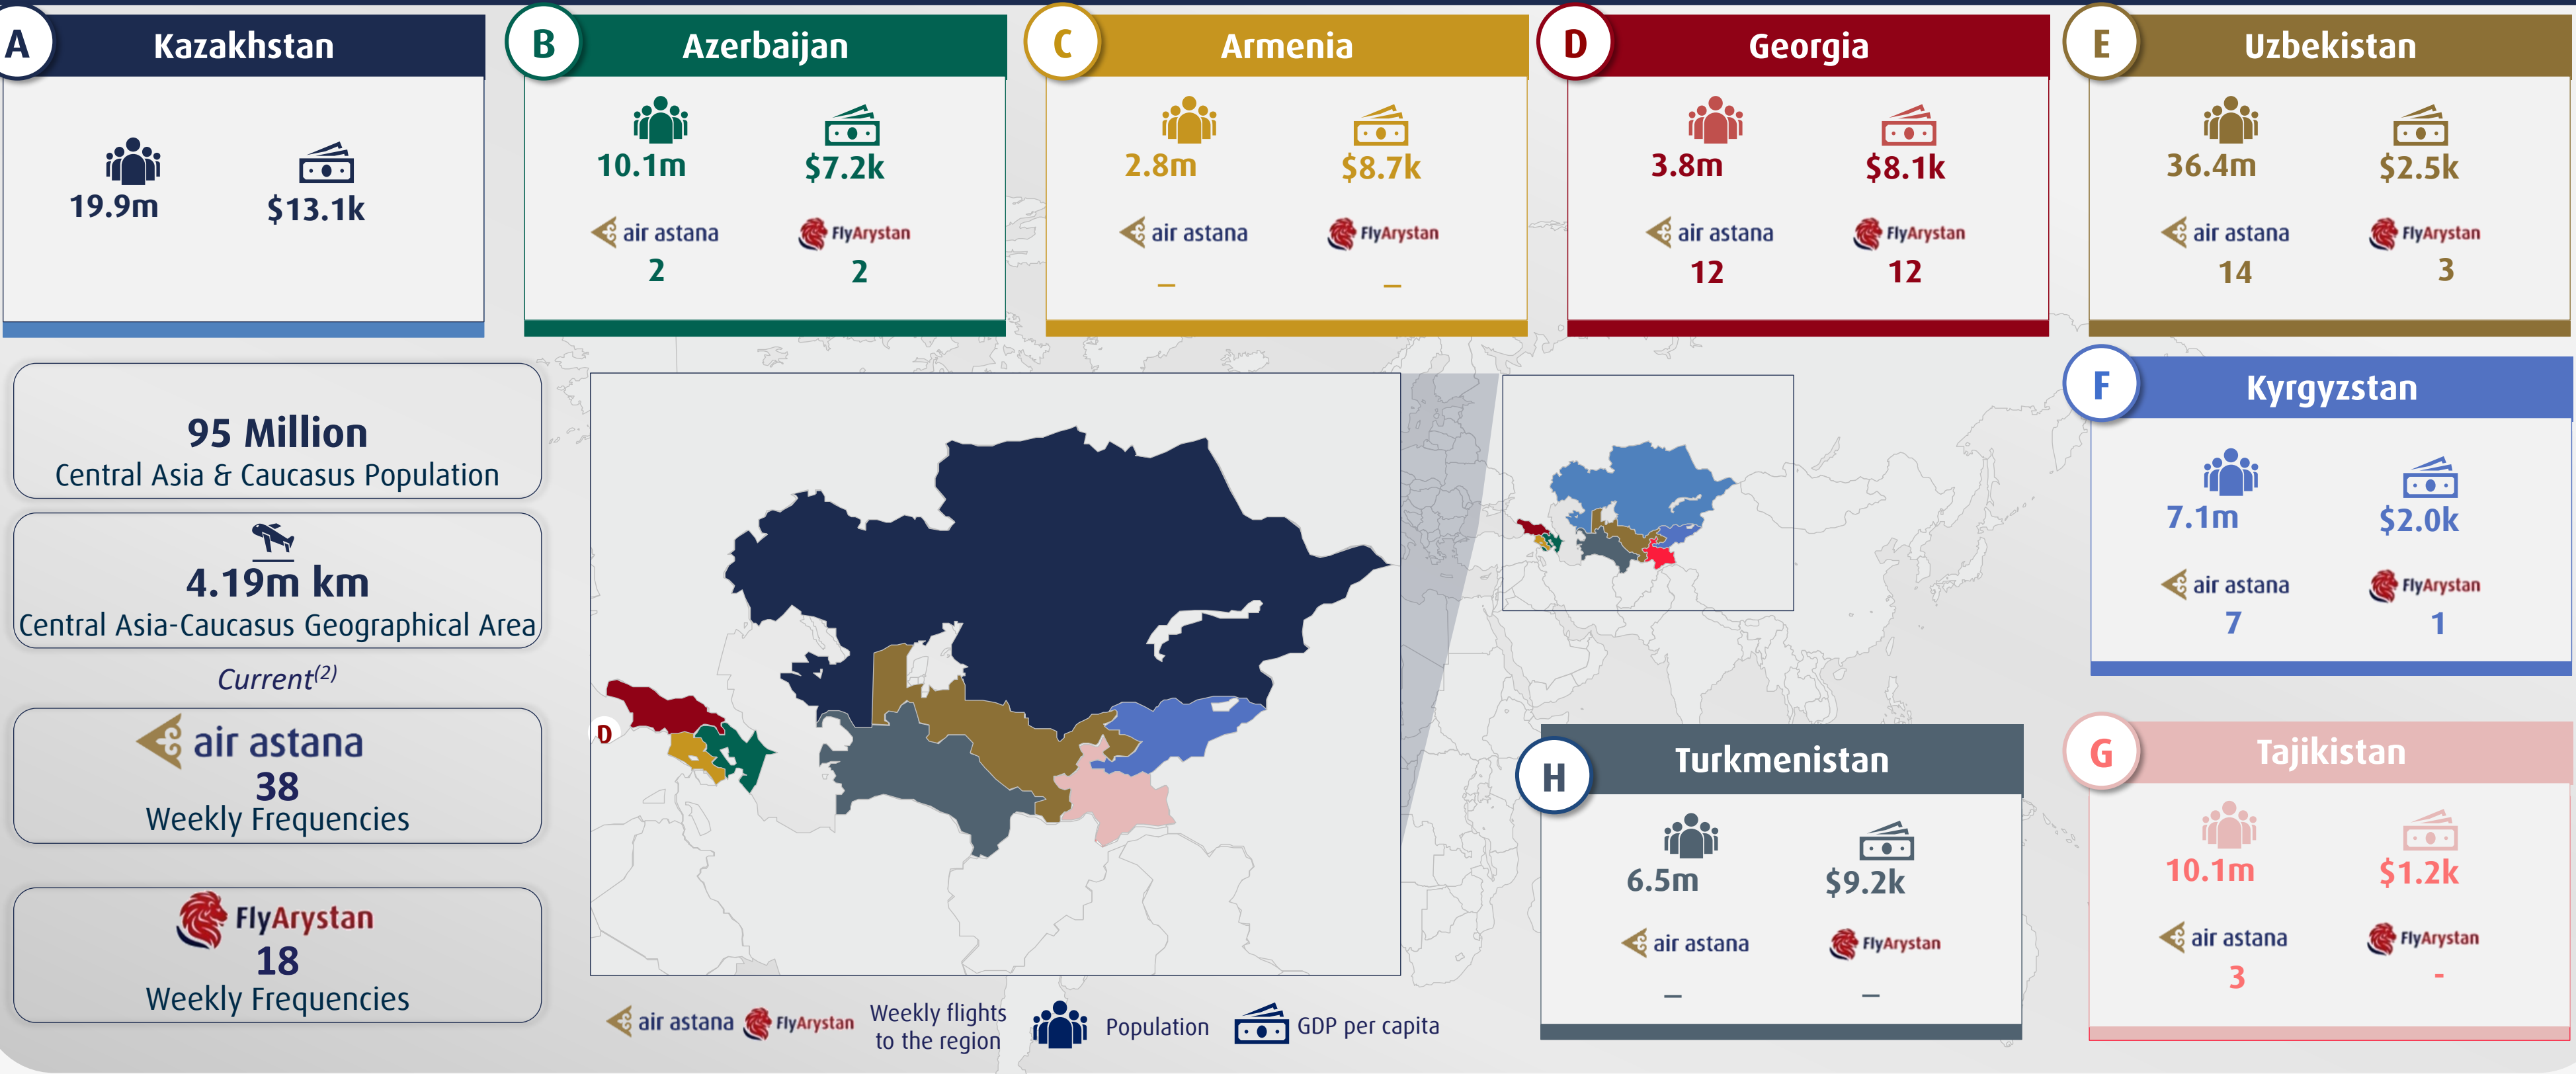 A
Kazakhstan
19.9m
$13.1k
B
Azerbaijan
10.1m
$7.2k
air astana
FlyArystan
2
2
C
Armenia
2.8m
$8.7k
air astana
FlyArystan
–
–
D
Georgia
3.8m
$8.1k
air astana
FlyArystan
12
12
E
Uzbekistan
36.4m
$2.5k
air astana
FlyArystan
14
3
95 Million
Central Asia & Caucasus Population
4.19m km
Central Asia-Caucasus Geographical Area
Current(2)
air astana
38
Weekly Frequencies
FlyArystan
18
Weekly Frequencies
D
F
Kyrgyzstan
7.1m
$2.0k
air astana
FlyArystan
7
1
H
Turkmenistan
6.5m
$9.2k
air astana
FlyArystan
–
–
G
Tajikistan
10.1m
$1.2k
air astana
FlyArystan
3
-
air astana
FlyArystan
Weekly flights
to the region
Population
GDP per capita